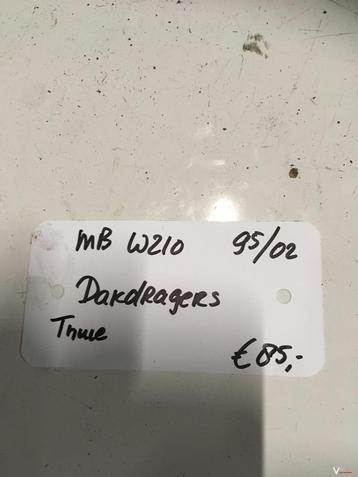 MB W210 95/02
Dakdragers
Thule
€85,-